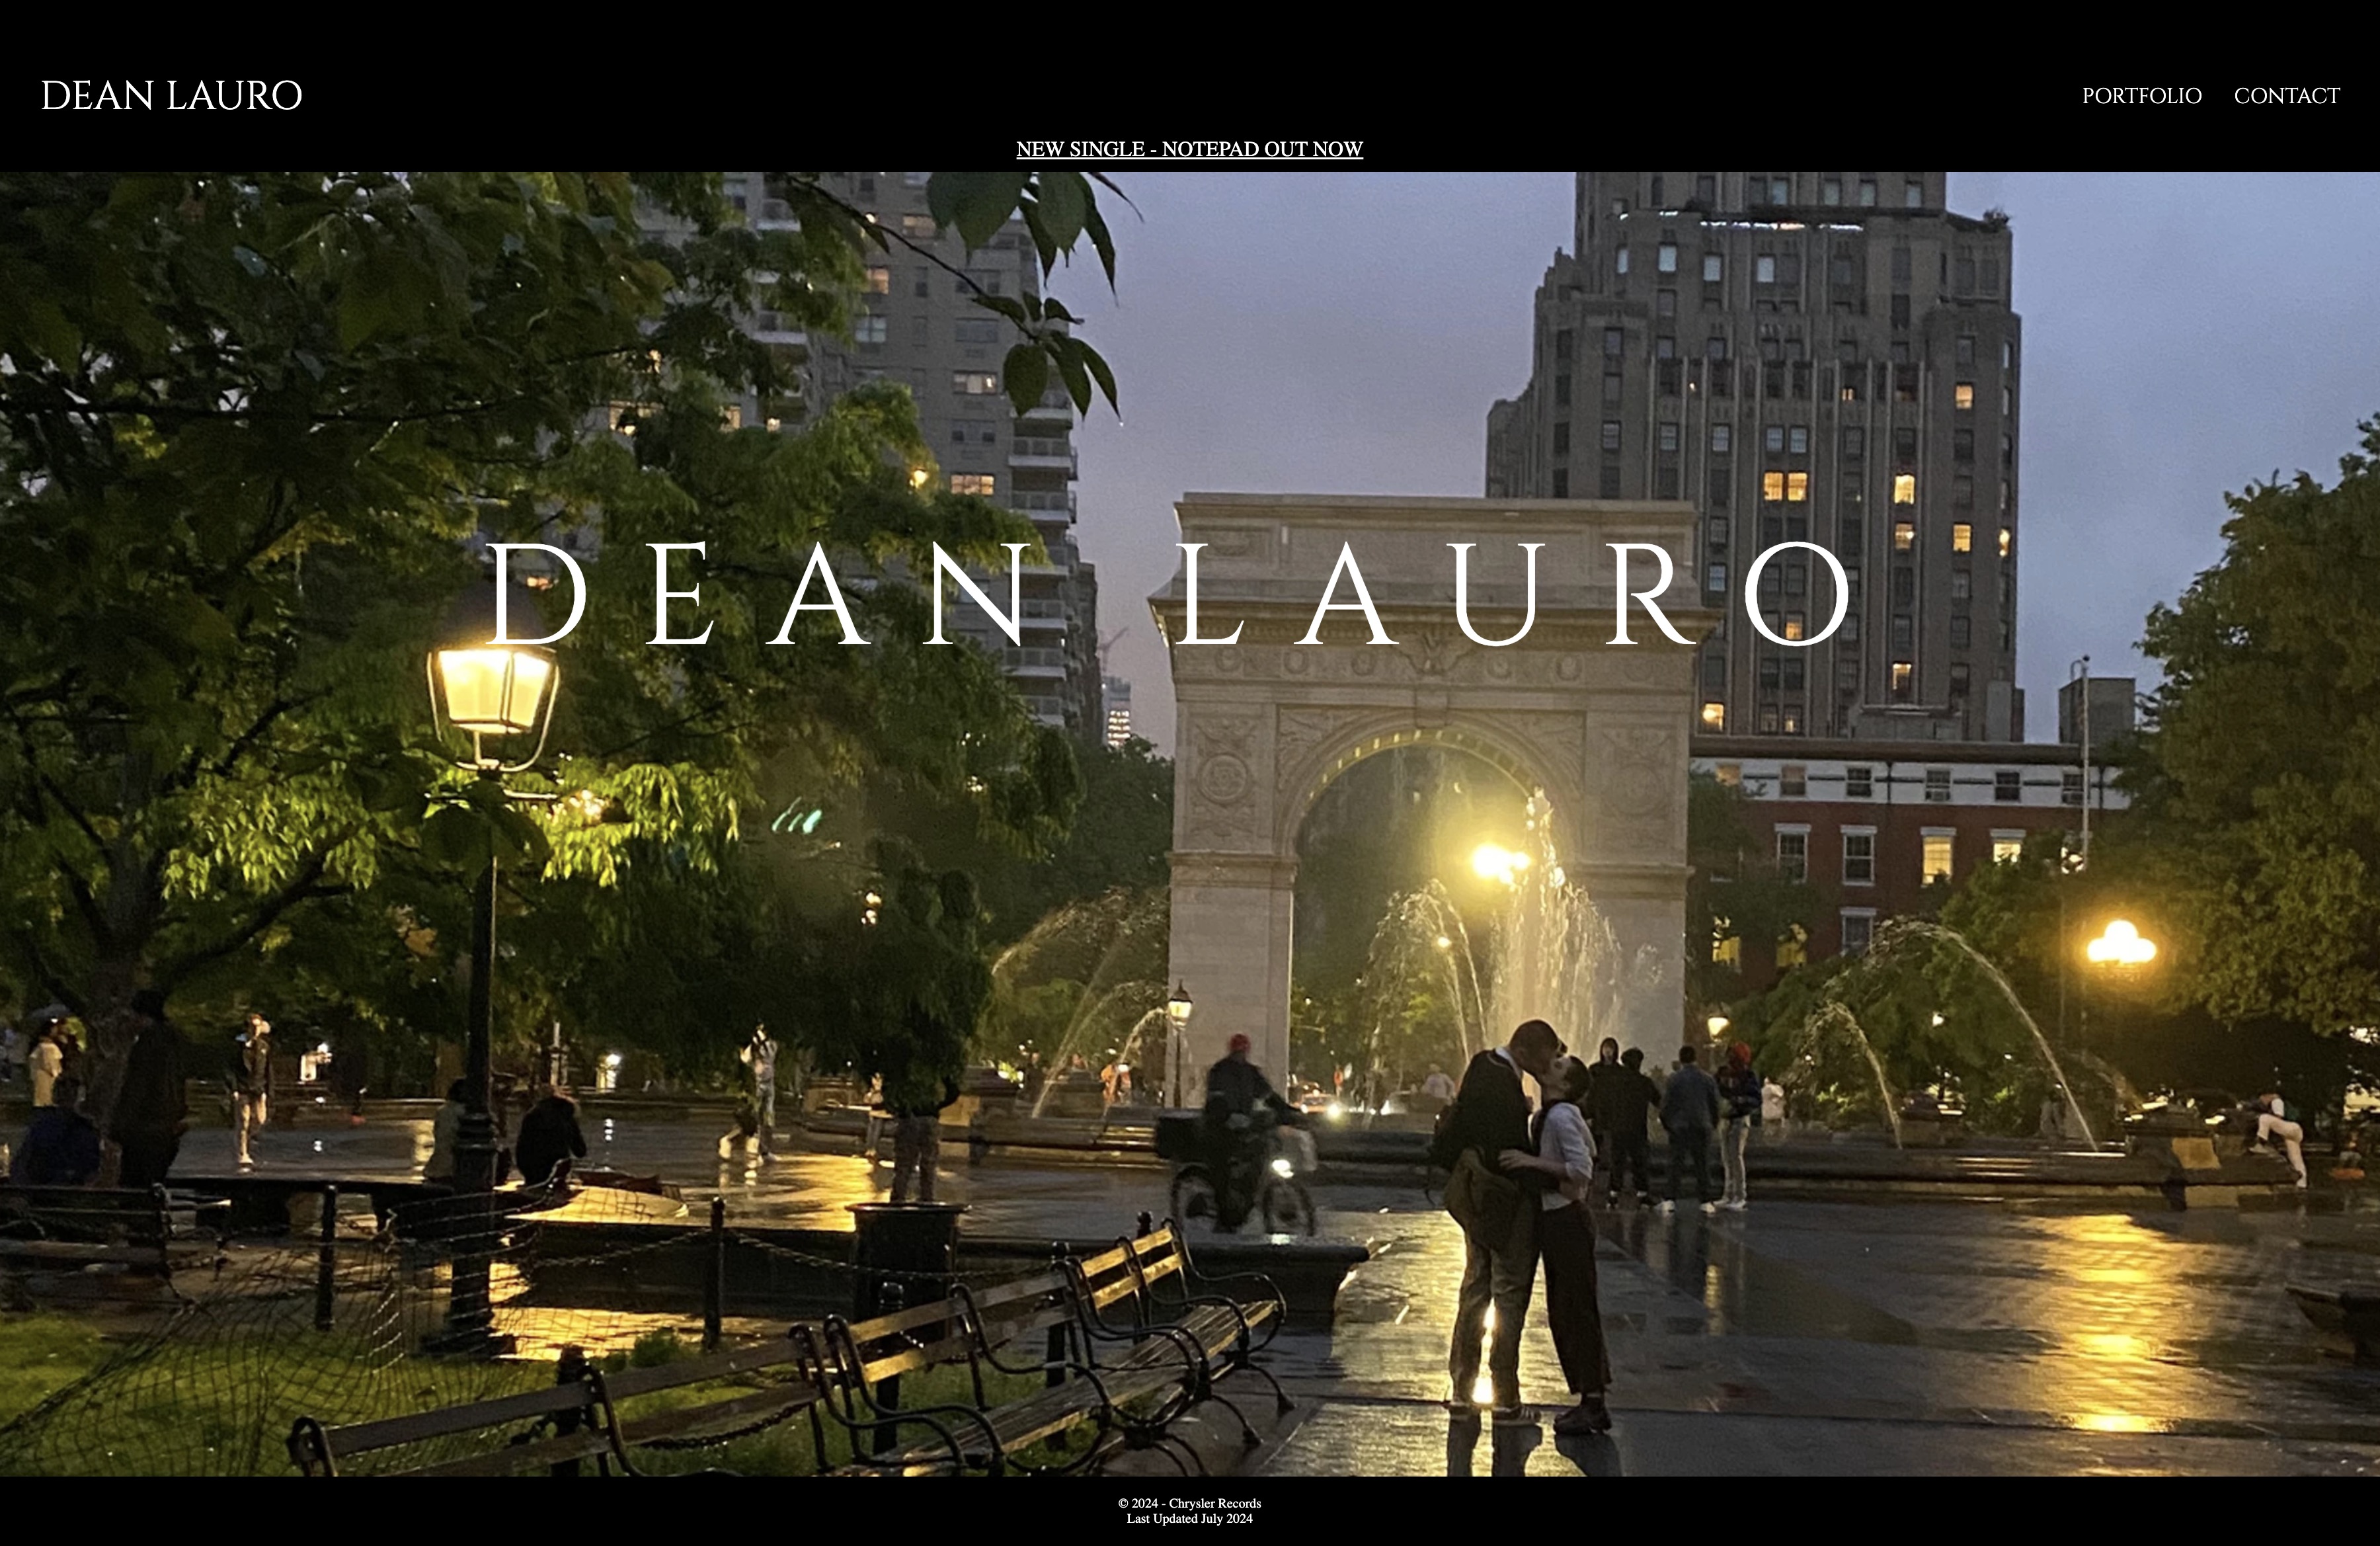 DEAN LAURO
PORTFOLIO CONTACT
NEW SINGLE - NOTEPAD OUT NOW
DEAN LAURO
© 2024 - Chrysler Records
Last Updated July 2024